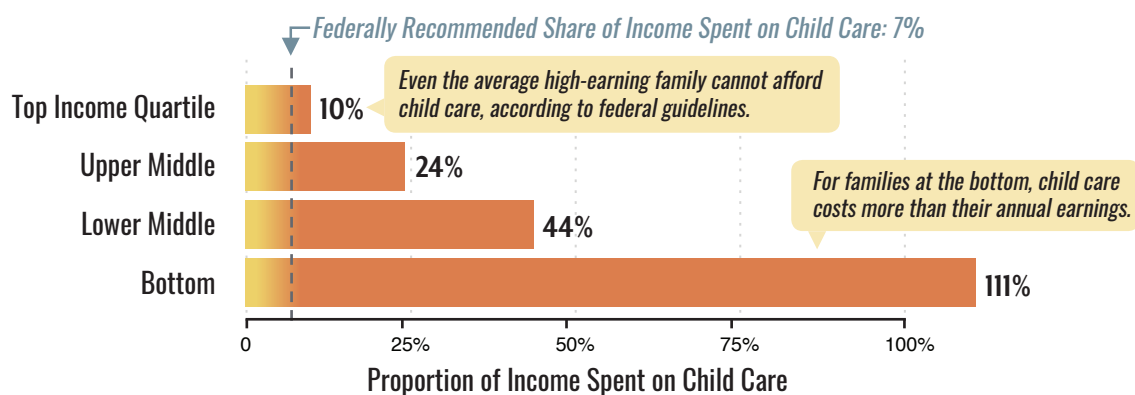 Federally Recommended Share of Income Spent on Child Care: 7%
Top Income Quartile
10%
Even the average high-earning family cannot afford
child care, according to federal guidelines.
Upper Middle
24%
For families at the bottom, child care
costs more than their annual earnings.
Lower Middle
44%
Bottom
111%
0
25%
50%
75%
100%
Proportion of Income Spent on Child Care